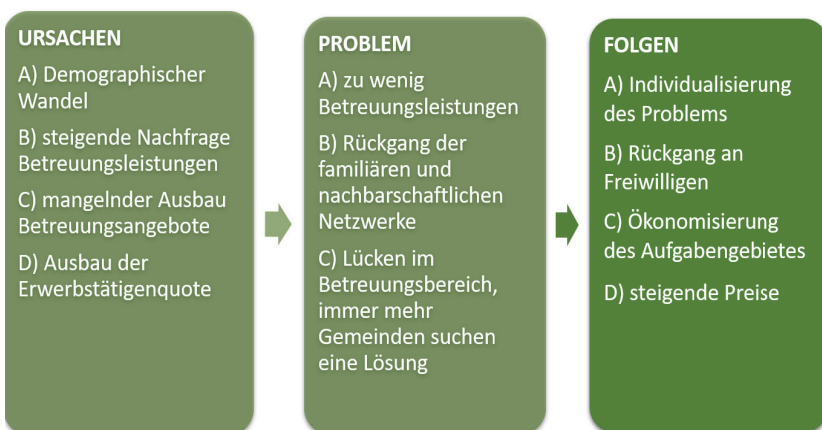 URSACHEN
A) Demographischer
Wandel
B) steigende Nachfrage
Betreuungsleistungen
C) mangelnder Ausbau
Betreuungsangebote
D) Ausbau der
Erwerbstätigenquote
PROBLEM
A) zu wenig
Betreuungsleistungen
B) Rückgang der
familiären und
nachbarschaftlichen
Netzwerke
C) Lücken im
Betreuungsbereich,
immer mehr
Gemeinden suchen
eine Lösung
FOLGEN
A) Individualisierung
des Problems
B) Rückgang an
Freiwilligen
C) Ökonomisierung
des Aufgabengebietes
D) steigende Preise